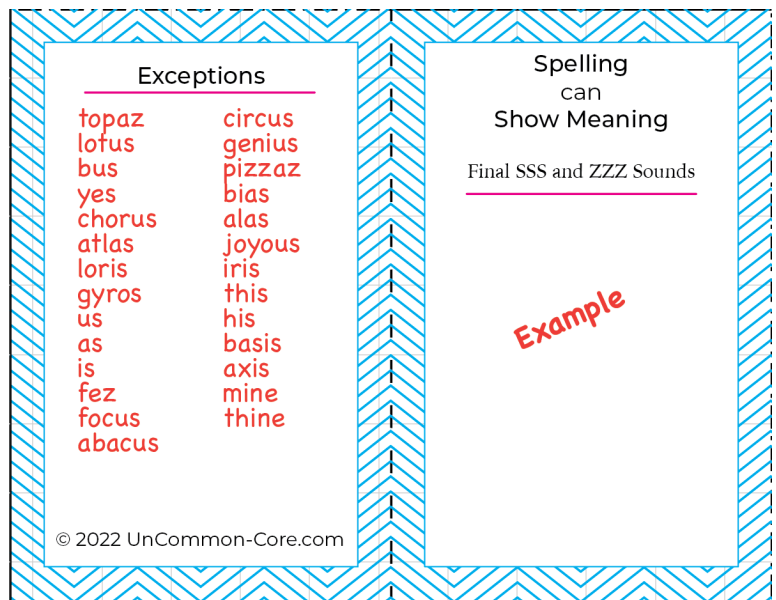 Exceptions
topaz
lotus
bus
yes
chorus
atlas
loris
gyros
us
as
is
fez
focus
abacus
circus
genius
pizzaz
bias
alas
joyous
iris
this
his
basis
axis
mine
thine
© 2022 UnCommon-Core.com
Spelling
can
Show Meaning
Final SSS and ZZZ Sounds
Example